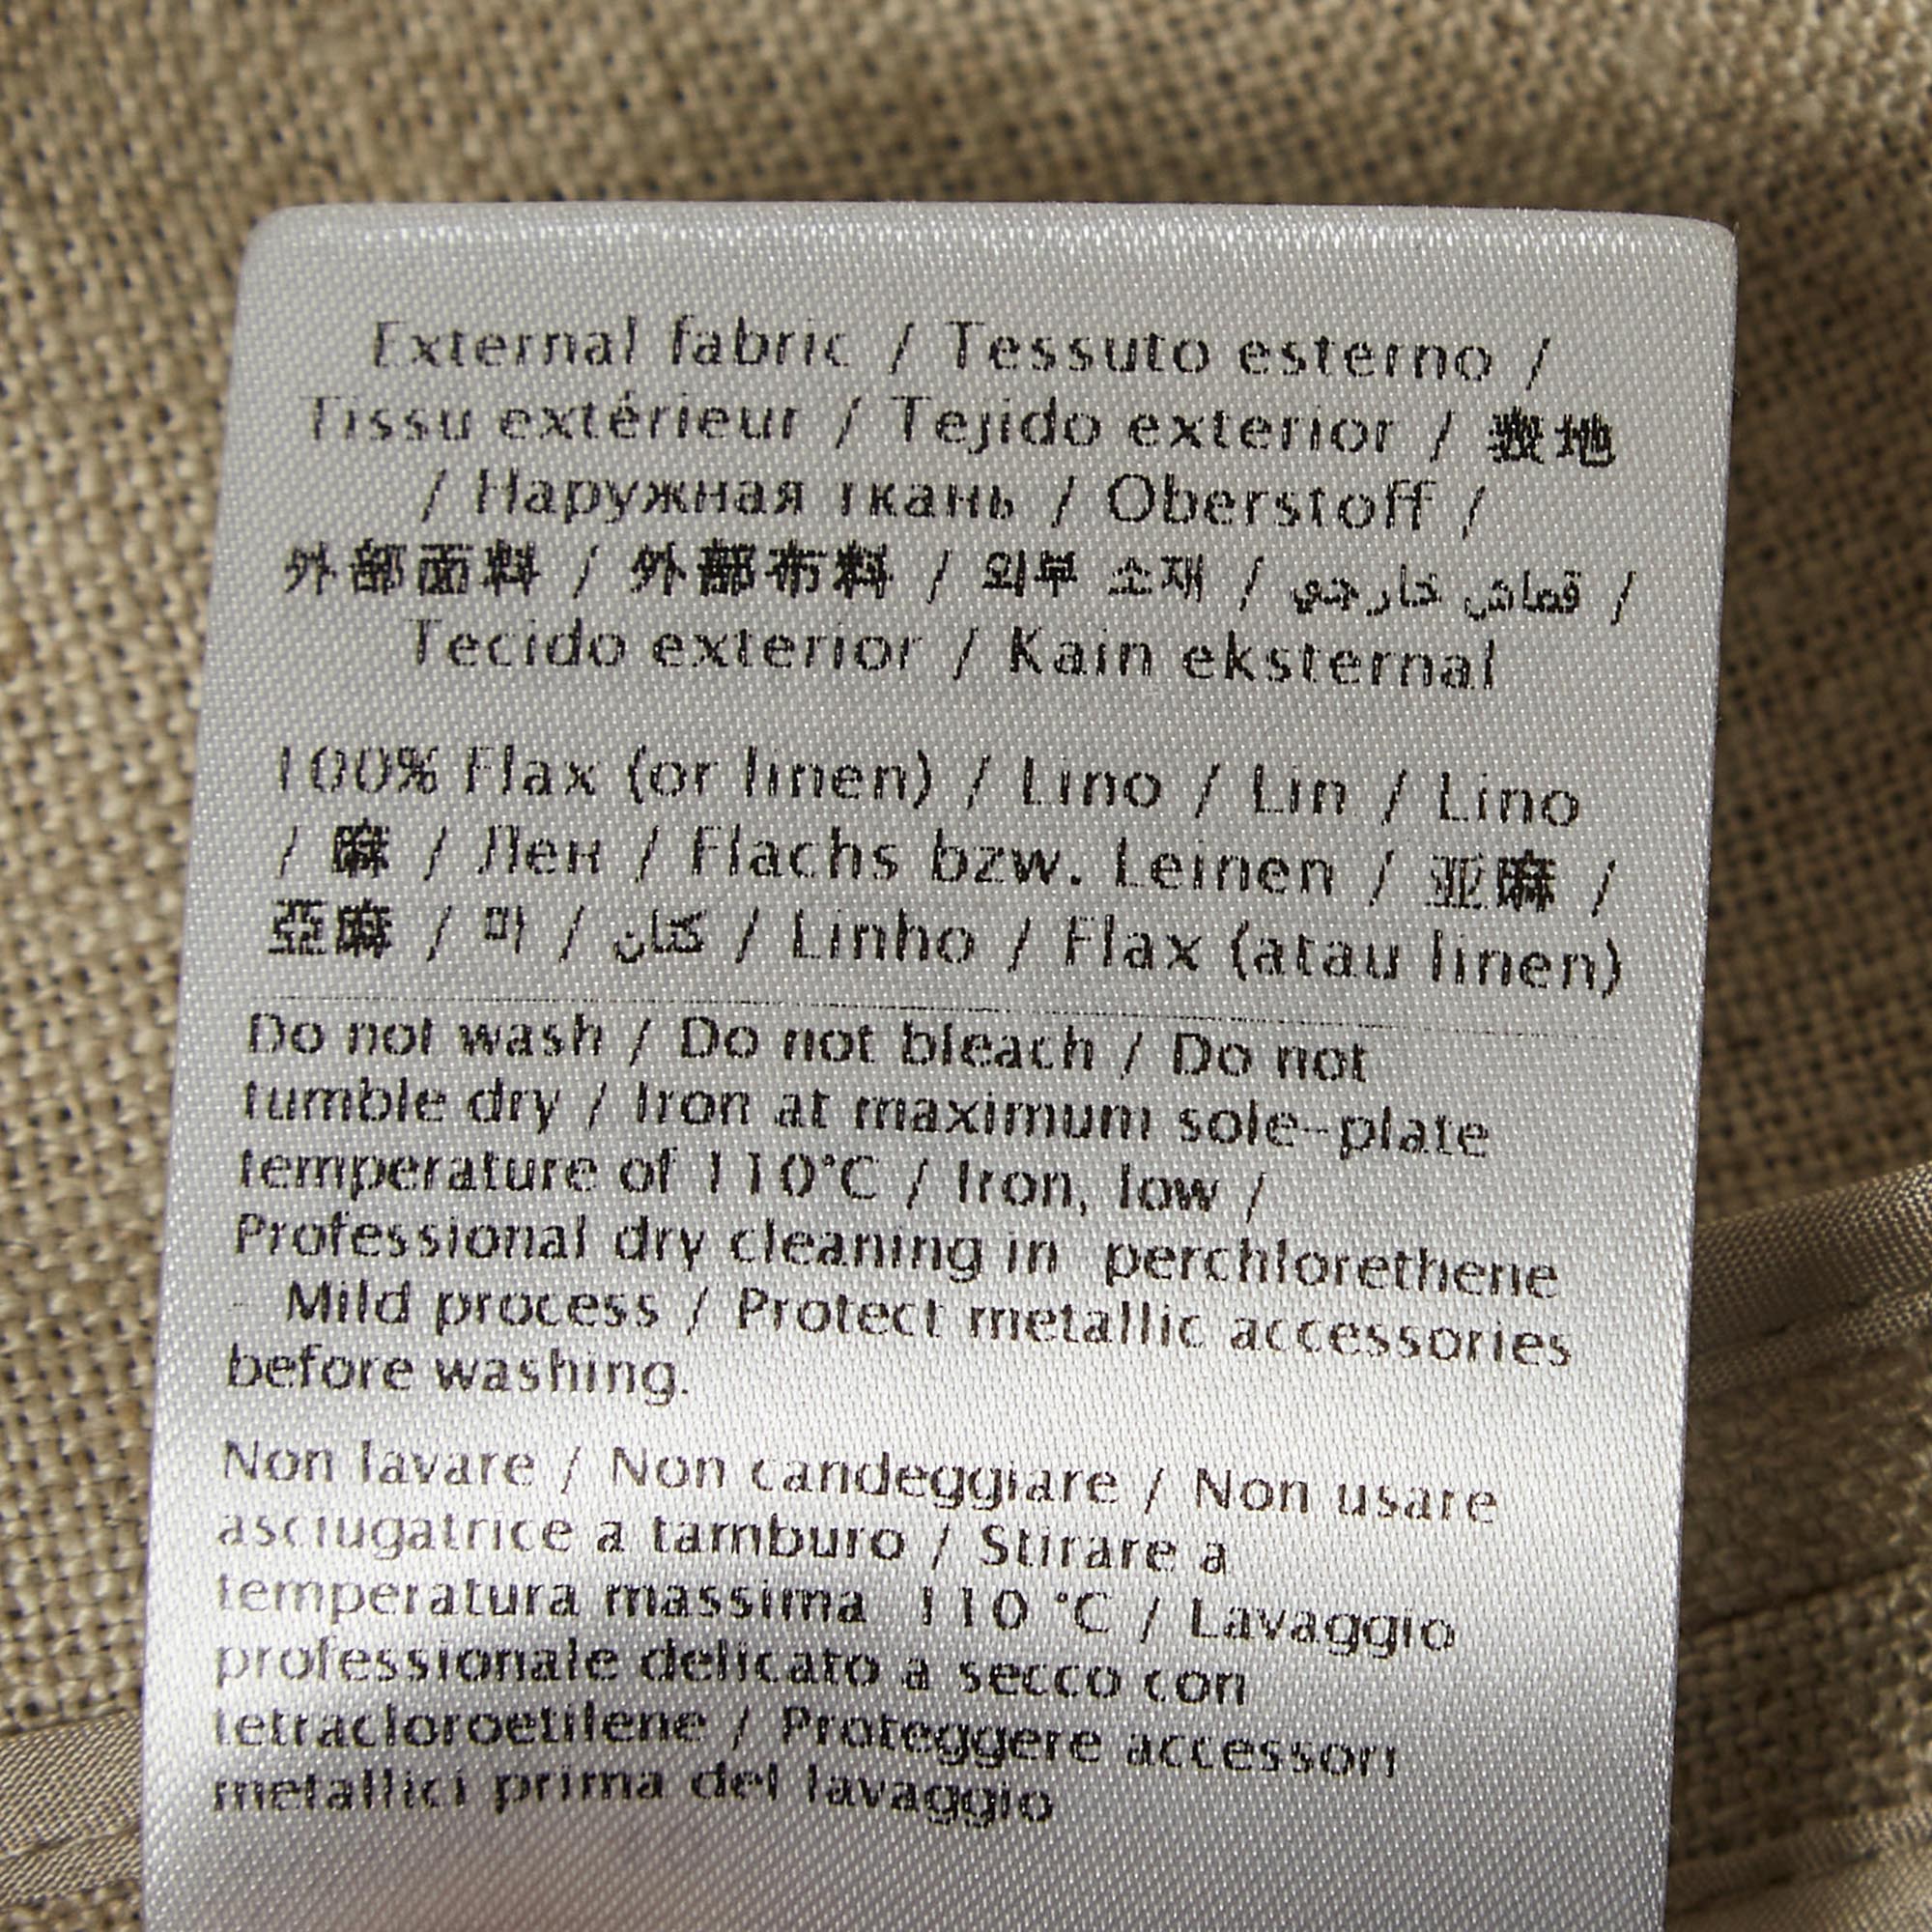 External fabric / Tessuto esterno /
Tissu extérieur / Tejido exterior / 表地
/ Наружная ткань / Oberstoff /
外部面料 / 外部布料 / 외부 소재 / قماش خارجي /
Tecido exterior / Kain eksternal
100% Flax (or linen) / Lino / Lin / Lino
/ 麻 / Лен / Flachs bzw. Leinen / 亚麻 /
亞麻 / 마 / كتان / Linho / Flax (atau linen)
Do not wash / Do not bleach / Do not
tumble dry / Iron at maximum sole-plate
temperature of 110°C / Iron, low /
Professional dry cleaning in perchlorethene
- Mild process / Protect metallic accessories
before washing.
Non lavare / Non candeggiare / Non usare
asciugatrice a tamburo / Stirare a
temperatura massima 110 °C / Lavaggio
professionale delicato a secco con
tetracloroetilene / Proteggere accessori
metallici prima del lavaggio